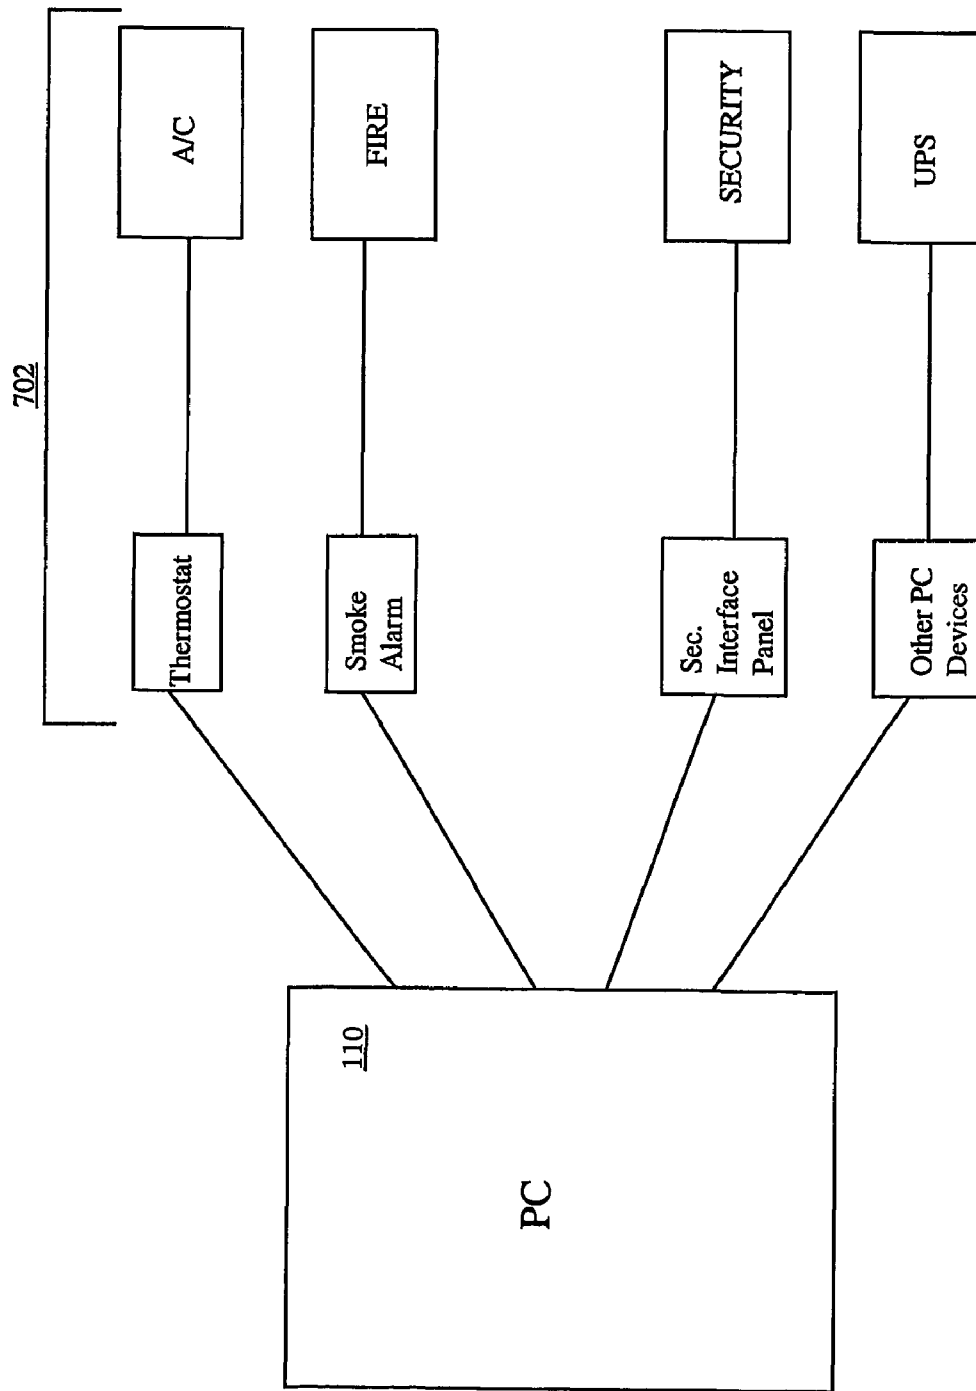 702
Thermostat
A/C
Smoke
Alarm
FIRE
110
PC
Sec.
Interface
Panel
SECURITY
Other PC
Devices
UPS